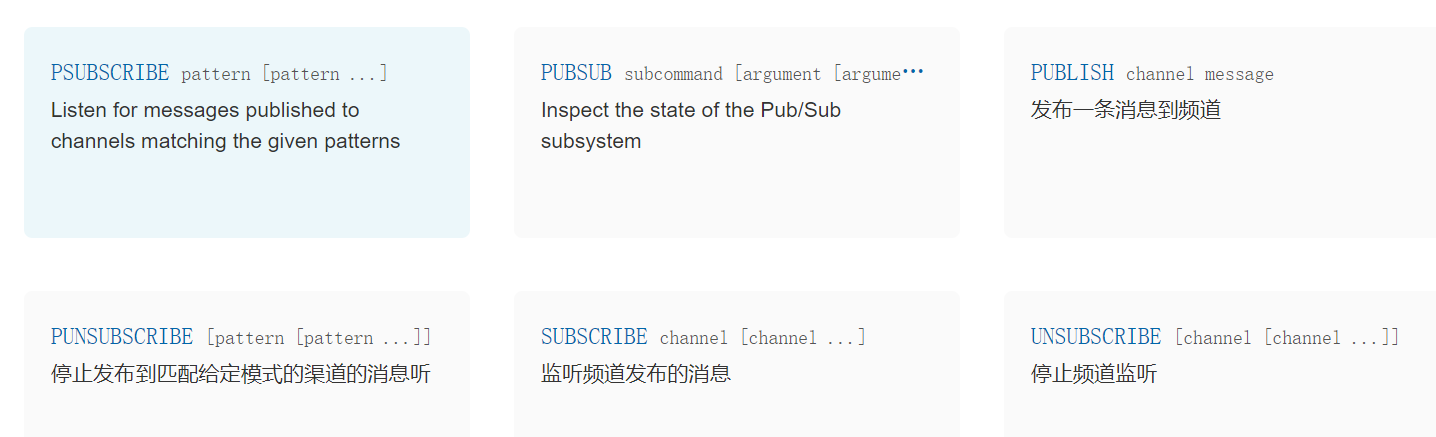 PSUBSCRIBE pattern [pattern ...]
Listen for messages published to
channels matching the given patterns
PUBSUB subcommand [argument [argume...
Inspect the state of the Pub/Sub
subsystem
PUBLISH channel message
发布一条消息到频道
PUNSUBSCRIBE [pattern [pattern ...]]
停止发布到匹配给定模式的渠道的消息听
SUBSCRIBE channel [channel ...]
监听频道发布的消息
UNSUBSCRIBE [channel [channel ...]]
停止频道监听